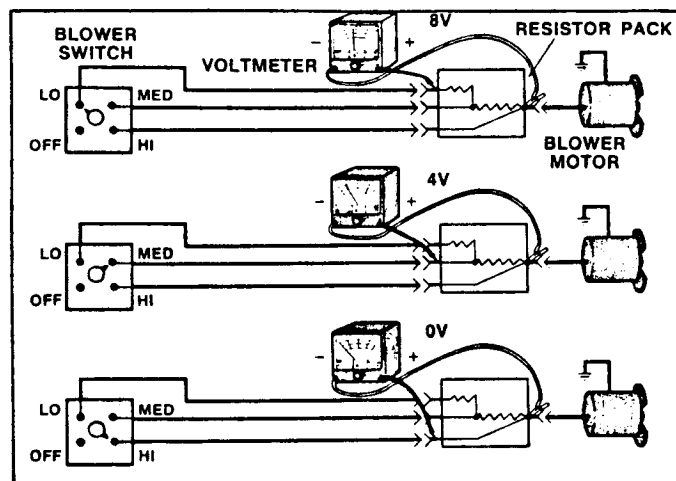 BLOWER SWITCH
VOLTMETER
-
+
8V
RESISTOR PACK
LO
MED
OFF
HI
BLOWER MOTOR
-
+
4V
LO
MED
OFF
HI
-
+
0V
LO
MED
OFF
HI